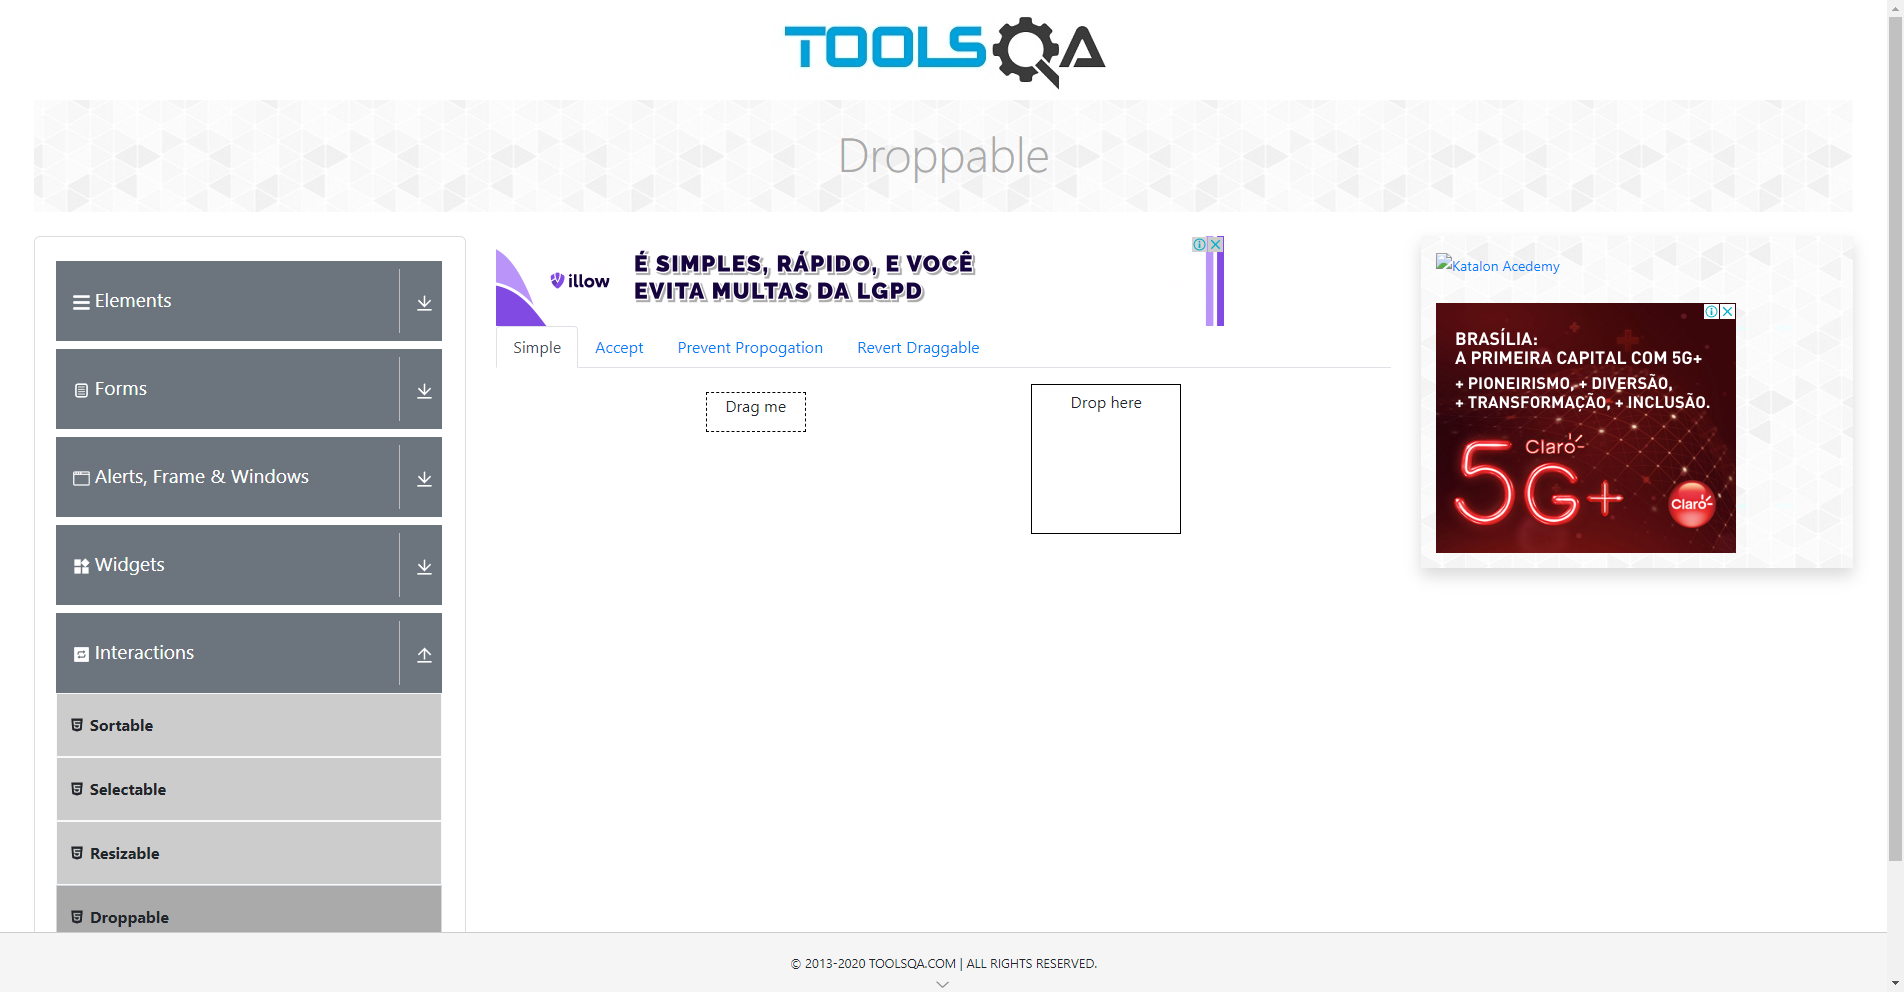 TOOLSQA
Droppable
Elements
Forms
Alerts, Frame & Windows
Widgets
Interactions
Sortable
Selectable
Resizable
Droppable
illow
É SIMPLES, RÁPIDO, E VOCÊ
EVITA MULTAS DA LGPD
Simple Accept Prevent Propogation Revert Draggable
Drag me
Drop here
Katalon Acedemy
BRASÍLIA:
A PRIMEIRA CAPITAL COM 5G+
+ PIONEIRISMO, + DIVERSÃO,
+ TRANSFORMAÇÃO, + INCLUSÃO.
Claro
5G+
Claro
© 2013-2020 TOOLSQA.COM | ALL RIGHTS RESERVED.